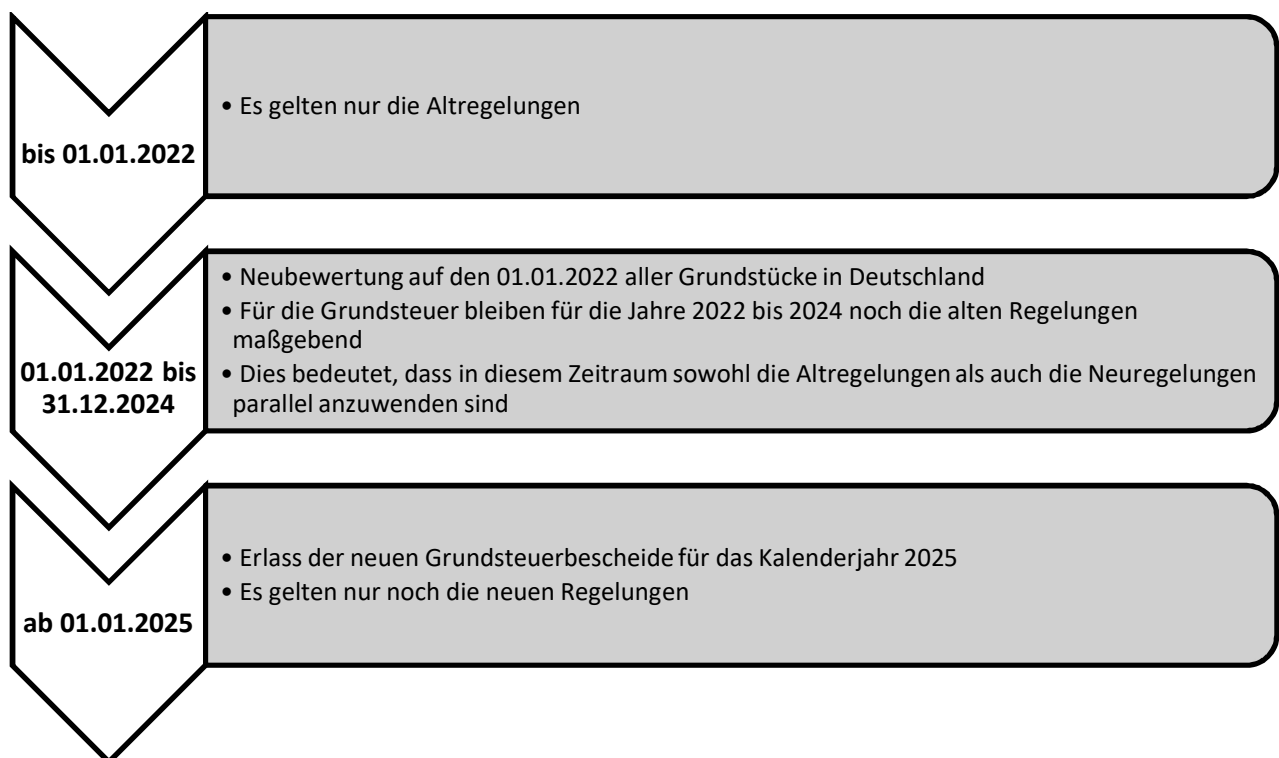 bis 01.01.2022
• Es gelten nur die Altregelungen
01.01.2022 bis
31.12.2024
• Neubewertung auf den 01.01.2022 aller Grundstücke in Deutschland
• Für die Grundsteuer bleiben für die Jahre 2022 bis 2024 noch die alten Regelungen
maßgebend
• Dies bedeutet, dass in diesem Zeitraum sowohl die Altregelungen als auch die Neuregelungen
parallel anzuwenden sind
ab 01.01.2025
• Erlass der neuen Grundsteuerbescheide für das Kalenderjahr 2025
• Es gelten nur noch die neuen Regelungen